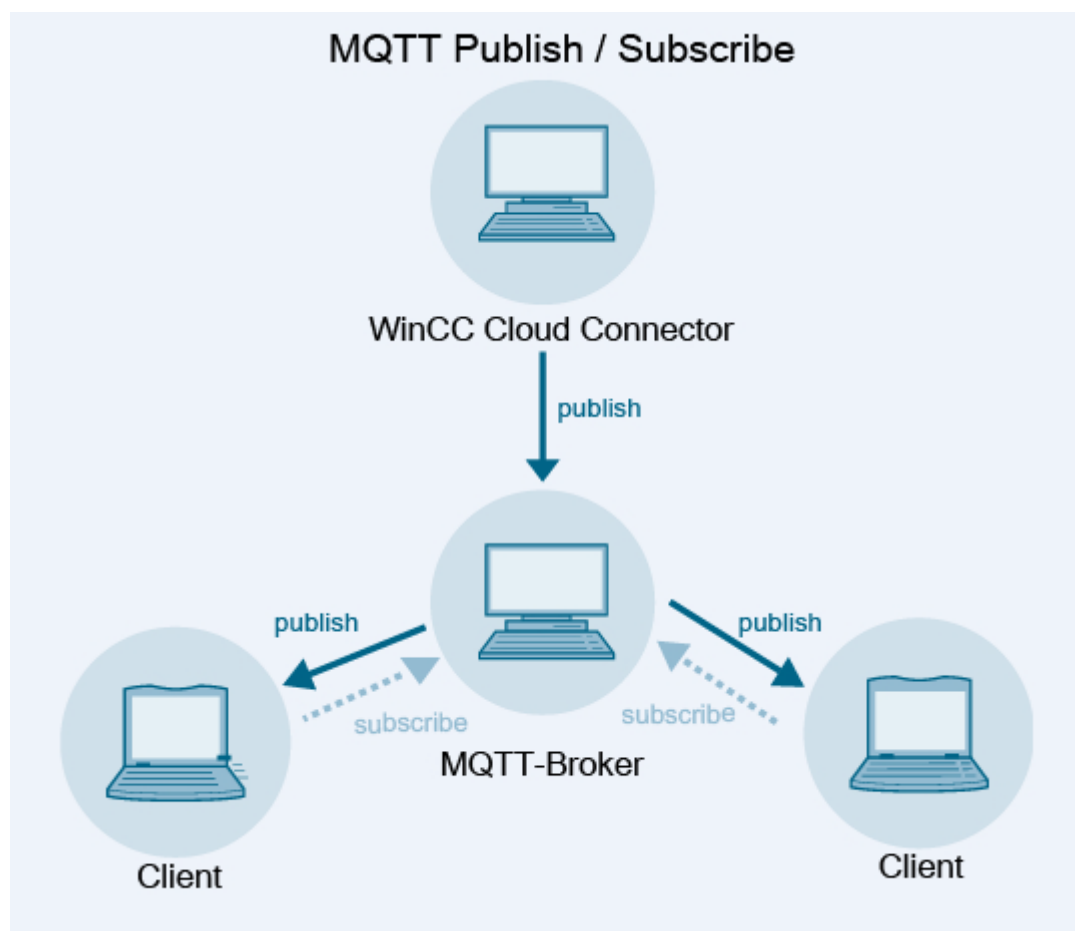 MQTT Publish / Subscribe
WinCC Cloud Connector
publish
publish
publish
subscribe
subscribe
MQTT-Broker
Client
Client